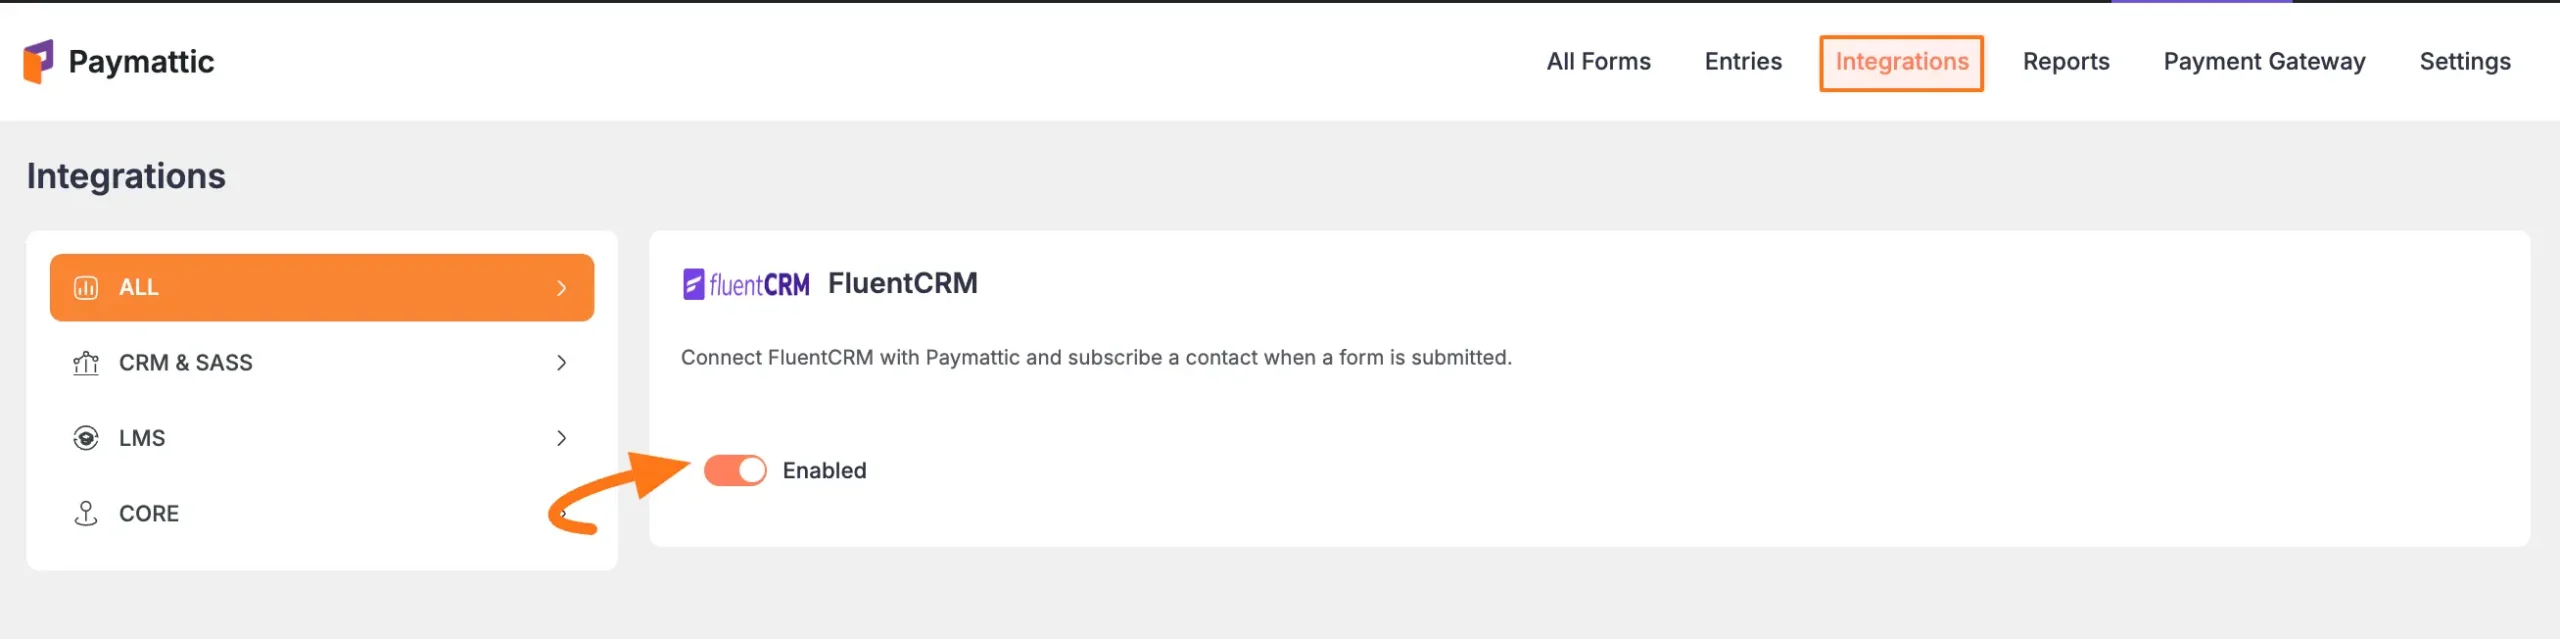 Paymattic
All Forms
Entries
Integrations
Reports
Payment Gateway
Settings
Integrations
ALL
CRM & SASS
LMS
CORE
fluentCRM
FluentCRM
Connect FluentCRM with Paymattic and subscribe a contact when a form is submitted.
Enabled